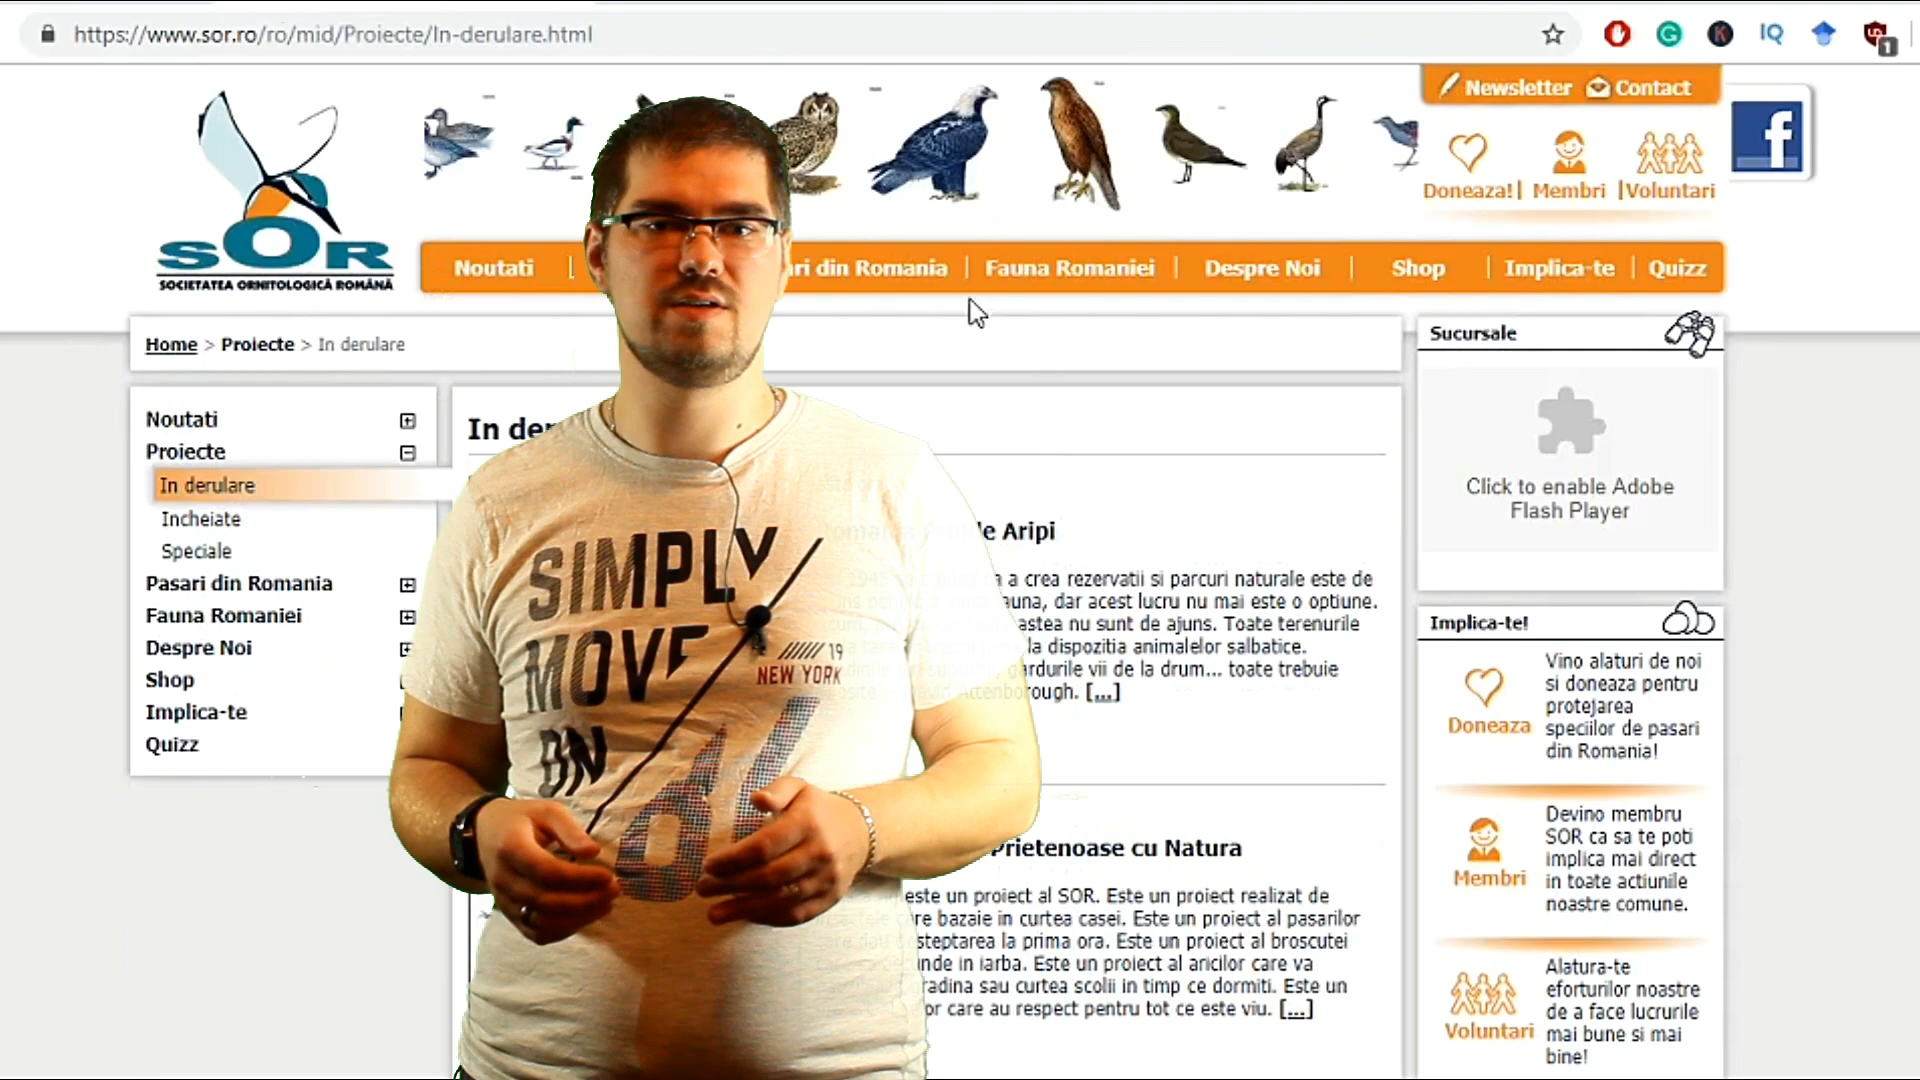 https://www.sor.ro/ro/mid/Proiecte/In-derulare.html
IQ
1
Newsletter Contact
Doneaza! | Membri | Voluntari
f
SOR
SOCIETATEA ORNITOLOGICĂ ROMÂNĂ
Noutati | ri din Romania | Fauna Romaniei | Despre Noi | Shop | Implica-te | Quizz
Home > Proiecte > In derulare
Noutati
Proiecte
In derulare
Incheiate
Speciale
Pasari din Romania
Fauna Romaniei
Despre Noi
Shop
Implica-te
Quizz
In der
Aripi
a crea rezervatii si parcuri naturale este de
auna, dar acest lucru nu mai este o optiune.
astea nu sunt de ajuns. Toate terenurile
la dispozitia animalelor salbatice.
gardurile vii de la drum... toate trebuie
Attenborough. [...]
Prietenoase cu Natura
este un proiect al SOR. Este un proiect realizat de
care bazaie in curtea casei. Este un proiect al pasarilor
desteptarea la prima ora. Este un proiect al broscutei
unde in iarba. Este un proiect al aricilor care va
gradina sau curtea scolii in timp ce dormiti. Este un
or care au respect pentru tot ce este viu. [...]
SIMPLY
MOVE
ON
19
NEW YORK
Sucursale
Click to enable Adobe
Flash Player
Implica-te!
Vino alaturi de noi
si doneaza pentru
protejarea
speciilor de pasari
din Romania!
Doneaza
Devino membru
SOR ca sa te poti
implica mai direct
in toate actiunile
noastre comune.
Membri
Alatura-te
eforturilor noastre
de a face lucrurile
mai bune si mai
bine!
Voluntari